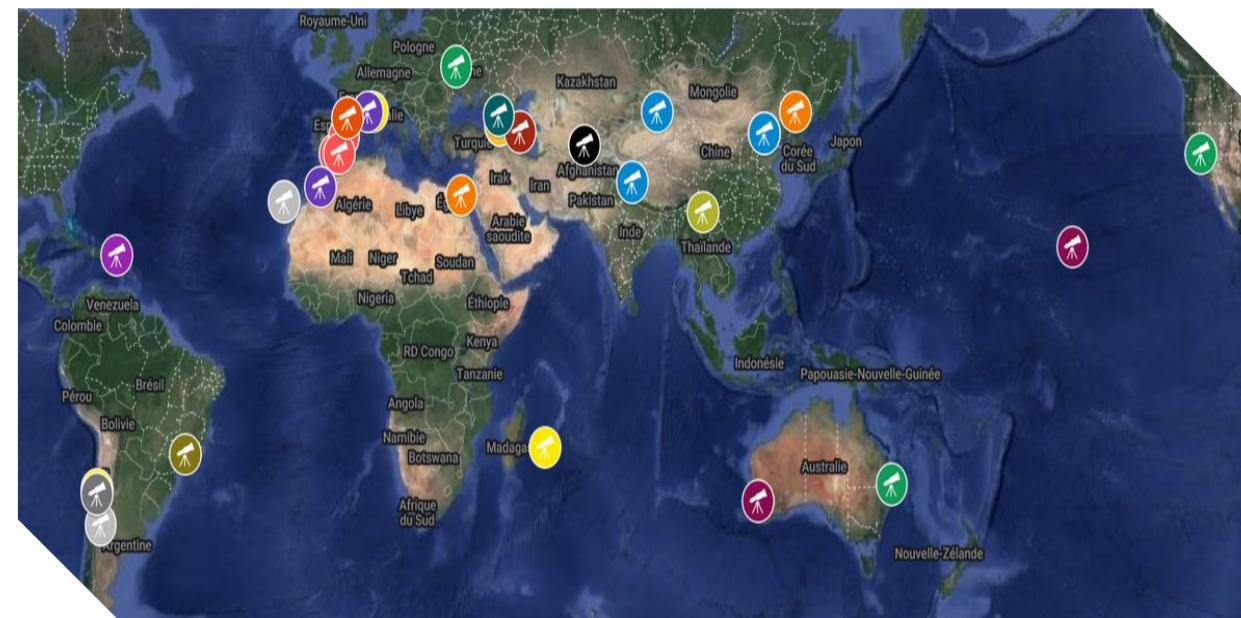 Royaume-Uni
Pologne
Allemagne
Kazakhstan
Mongolie
Turquie
Chine
Corée
du Sud
Japon
Afghanistan
Irak
Iran
Pakistan
Algérie
Libye
Arabie
saoudite
Inde
Thaïlande
Mali
Niger
Tchad
Soudan
Venezuela
Nigeria
Éthiopie
Colombie
RD Congo
Kenya
Indonésie
Tanzanie
Papouasie-Nouvelle-Guinée
Brésil
Pérou
Angola
Bolivie
Namibie
Botswana
Madaga
Australie
Afrique
du Sud
Argentine
Nouvelle-Zélande